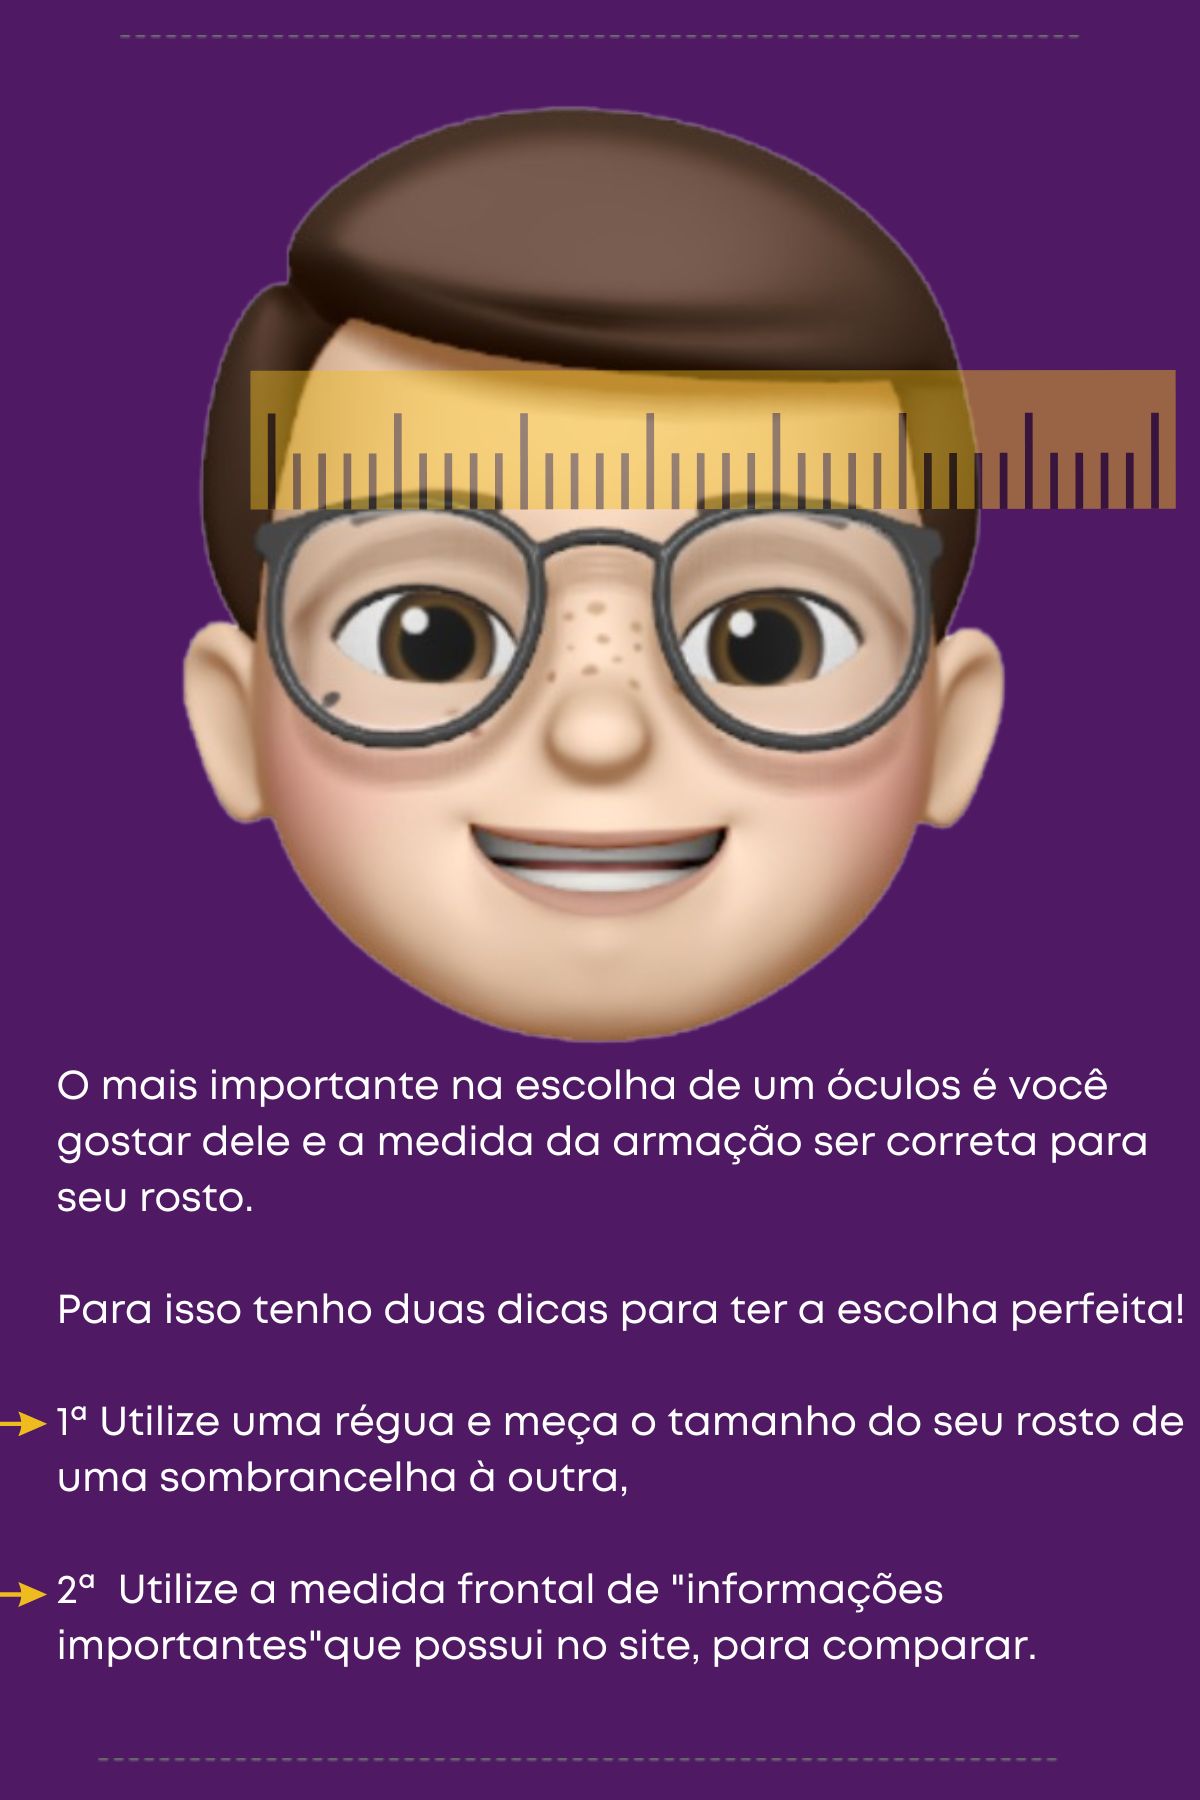 O mais importante na escolha de um óculos é você
gostar dele e a medida da armação ser correta para
seu rosto.
Para isso tenho duas dicas para ter a escolha perfeita!
1ª Utilize uma régua e meça o tamanho do seu rosto de
uma sombrancelha à outra,
2ª  Utilize a medida frontal de "informações
importantes"que possui no site, para comparar.